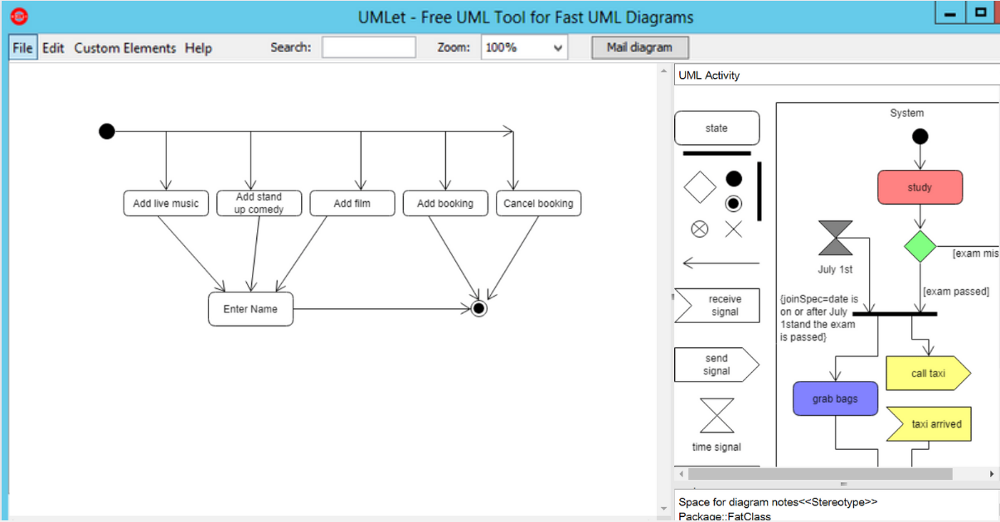 UMLet - Free UML Tool for Fast UML Diagrams
File Edit Custom Elements Help Search: Zoom: 100% Mail diagram
UML Activity
Add live music
Add stand
up comedy
Add film
Add booking
Cancel booking
Enter Name
state
receive
signal
send
signal
time signal
System
study
July 1st
[exam mis
[exam passed]
{joinSpec=date is
on or after July
1stand the exam
is passed}
call taxi
grab bags
taxi arrived
Space for diagram notes<<Stereotype>>
Package::FatClass